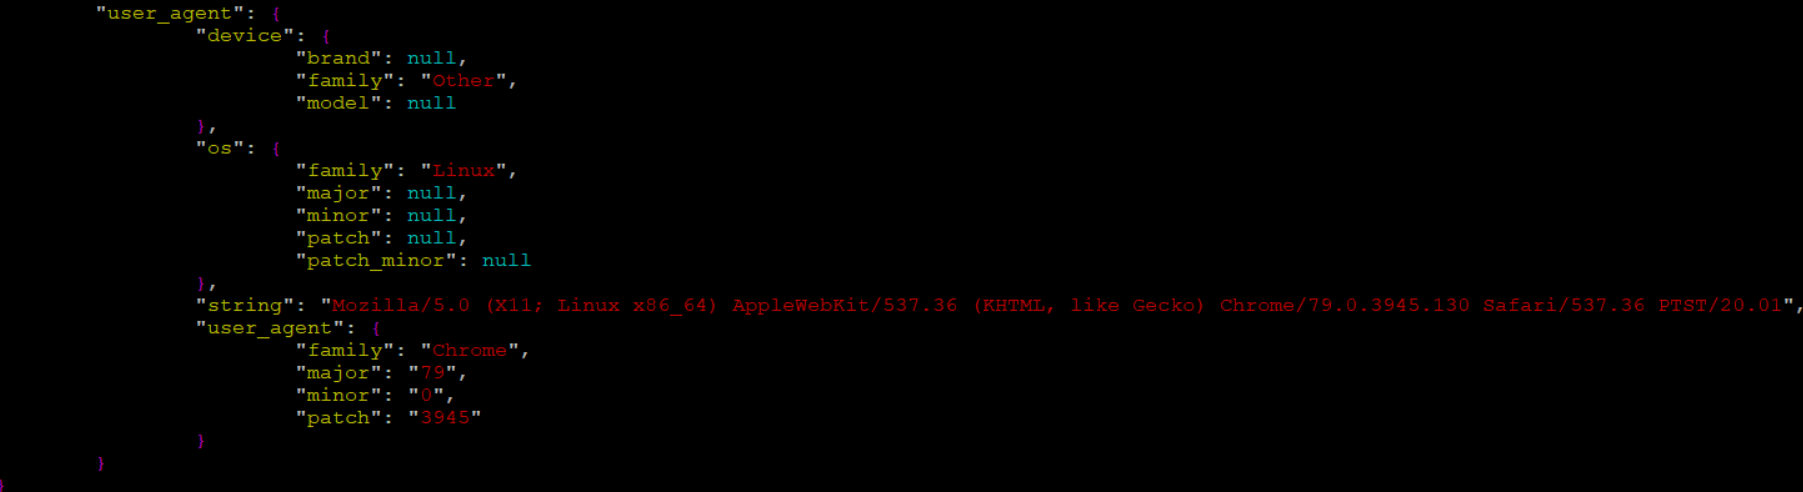 "user_agent": {
"device": {
"brand": null,
"family": "Other",
"model": null
},
"os": {
"family": "Linux",
"major": null,
"minor": null,
"patch": null,
"patch_minor": null
},
"string": "Mozilla/5.0 (X11; Linux x86_64) AppleWebKit/537.36 (KHTML, like Gecko) Chrome/79.0.3945.130 Safari/537.36 PTST/20.01",
"user_agent": {
"family": "Chrome",
"major": "79",
"minor": "0",
"patch": "3945"
}
}
}